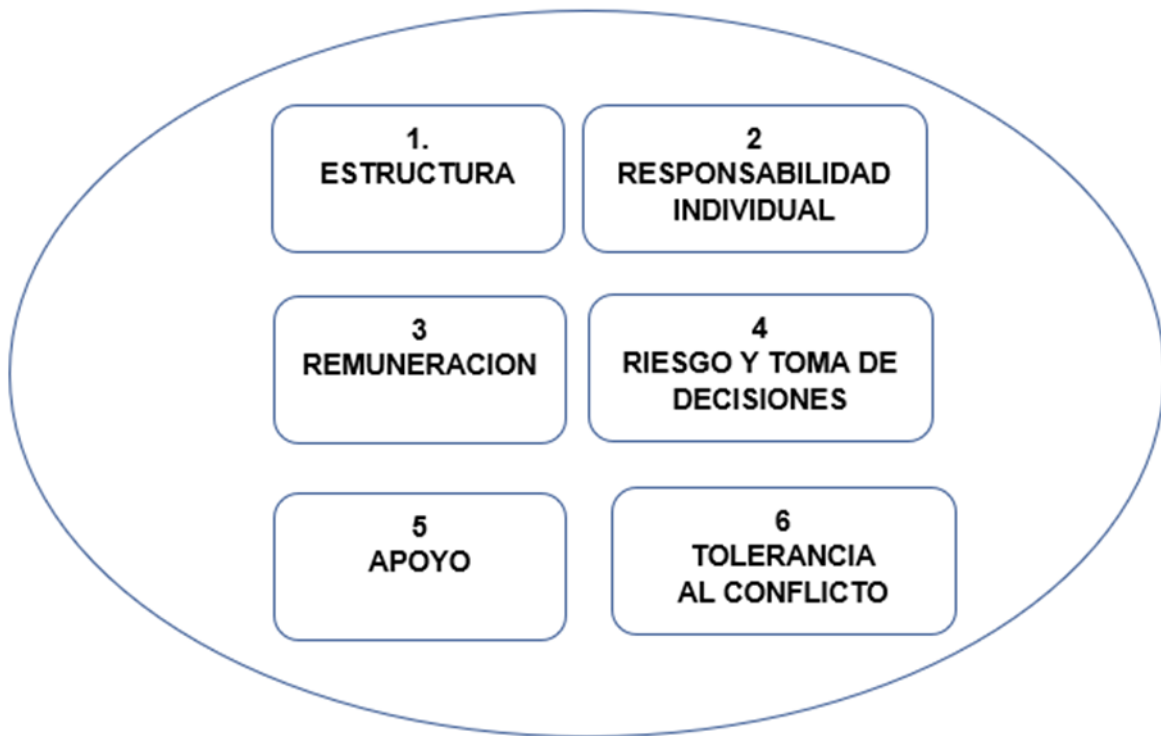 1.
ESTRUCTURA
2
RESPONSABILIDAD
INDIVIDUAL
3
REMUNERACION
4
RIESGO Y TOMA DE
DECISIONES
5
APOYO
6
TOLERANCIA
AL CONFLICTO